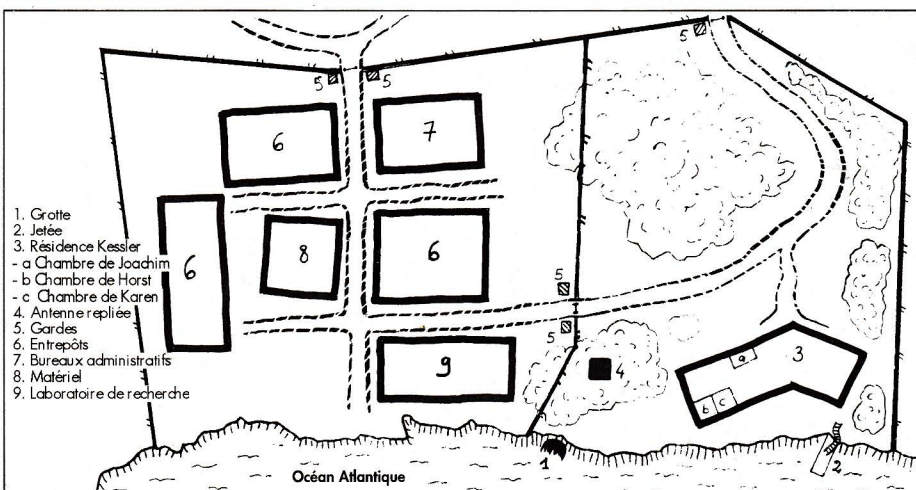 5
5
5
6
7
1. Grotte
2. Jetée
3. Résidence Kessler
- a Chambre de Joachim
- b Chambre de Horst
- c Chambre de Karen
4. Antenne repliée
5. Gardes
6. Entrepôts
7. Bureaux administratifs
8. Matériel
9. Laboratoire de recherche
6
8
6
5
5
9
4
a
3
b
c
1
2
Océan Atlantique